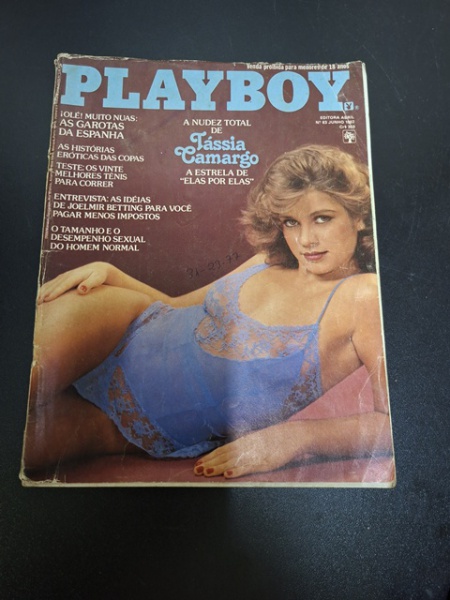 Venda proibida para menores de 18 anos
PLAYBOY
¡OLÉ! MUITO NUAS:
AS GAROTAS
DA ESPANHA
AS HISTÓRIAS
ERÓTICAS DAS COPAS
TESTE: OS VINTE
MELHORES TÊNIS
PARA CORRER
ENTREVISTA: AS IDÉIAS
DE JOELMIR BETTING PARA VOCÊ
PAGAR MENOS IMPOSTOS
O TAMANHO E O
DESEMPENHO SEXUAL
DO HOMEM NORMAL
A NUDEZ TOTAL
DE
Tássia
Camargo
A ESTRELA DE
"ELAS POR ELAS"
EDITORA ABRIL
JUNHO